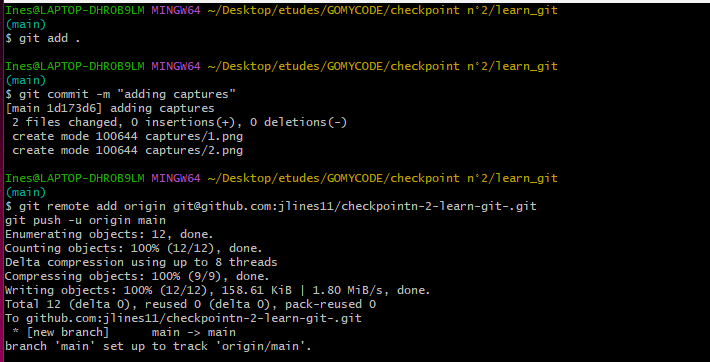 Ines@LAPTOP-DHROB9LM MINGW64 ~/Desktop/etudes/GOMYCODE/checkpoint n°2/learn_git
(main)
$ git add .
Ines@LAPTOP-DHROB9LM MINGW64 ~/Desktop/etudes/GOMYCODE/checkpoint n°2/learn_git
(main)
$ git commit -m "adding captures"
[main 1d173d6] adding captures
 2 files changed, 0 insertions(+), 0 deletions(-)
 create mode 100644 captures/1.png
 create mode 100644 captures/2.png
Ines@LAPTOP-DHROB9LM MINGW64 ~/Desktop/etudes/GOMYCODE/checkpoint n°2/learn_git
(main)
$ git remote add origin git@github.com:jlines11/checkpointn-2-learn-git-.git
git push -u origin main
Enumerating objects: 12, done.
Counting objects: 100% (12/12), done.
Delta compression using up to 8 threads
Compressing objects: 100% (9/9), done.
Writing objects: 100% (12/12), 158.61 KiB | 1.80 MiB/s, done.
Total 12 (delta 0), reused 0 (delta 0), pack-reused 0
To github.com:jlines11/checkpointn-2-learn-git-.git
 * [new branch]      main -> main
branch 'main' set up to track 'origin/main'.